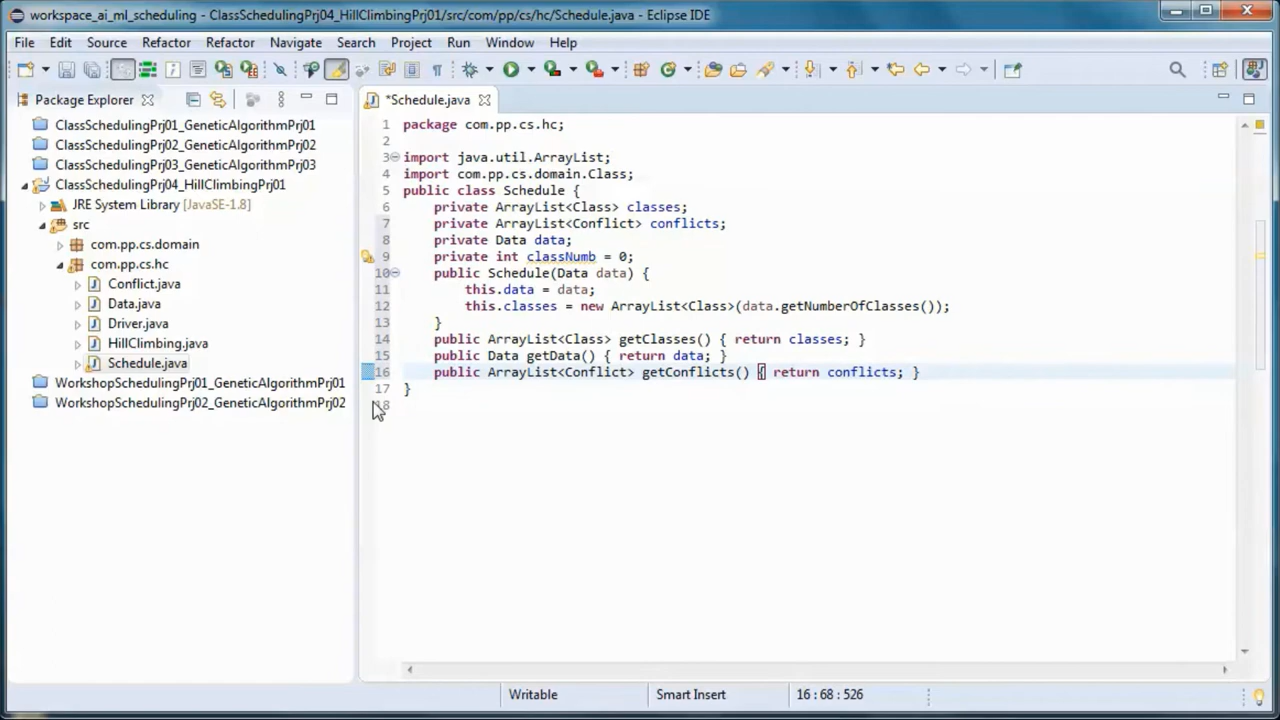 workspace_ai_ml_scheduling - ClassSchedulingPrj04_HillClimbingPrj01/src/com/pp/cs/hc/Schedule.java - Eclipse IDE
File Edit Source Refactor Refactor Navigate Search Project Run Window Help
Package Explorer
ClassSchedulingPrj01_GeneticAlgorithmPrj01
ClassSchedulingPrj02_GeneticAlgorithmPrj02
ClassSchedulingPrj03_GeneticAlgorithmPrj03
ClassSchedulingPrj04_HillClimbingPrj01
JRE System Library [JavaSE-1.8]
src
com.pp.cs.domain
com.pp.cs.hc
Conflict.java
Data.java
Driver.java
HillClimbing.java
Schedule.java
WorkshopSchedulingPrj01_GeneticAlgorithmPrj01
WorkshopSchedulingPrj02_GeneticAlgorithmPrj02
*Schedule.java
1 package com.pp.cs.hc;
2
3 import java.util.ArrayList;
4 import com.pp.cs.domain.Class;
5 public class Schedule {
6 private ArrayList<Class> classes;
7 private ArrayList<Conflict> conflicts;
8 private Data data;
9 private int classNumb = 0;
10 public Schedule(Data data) {
11 this.data = data;
12 this.classes = new ArrayList<Class>(data.getNumberOfClasses());
13 }
14 public ArrayList<Class> getClasses() { return classes; }
15 public Data getData() { return data; }
16 public ArrayList<Conflict> getConflicts() { return conflicts; }
17 }
18
Writable Smart Insert 16 : 68 : 526